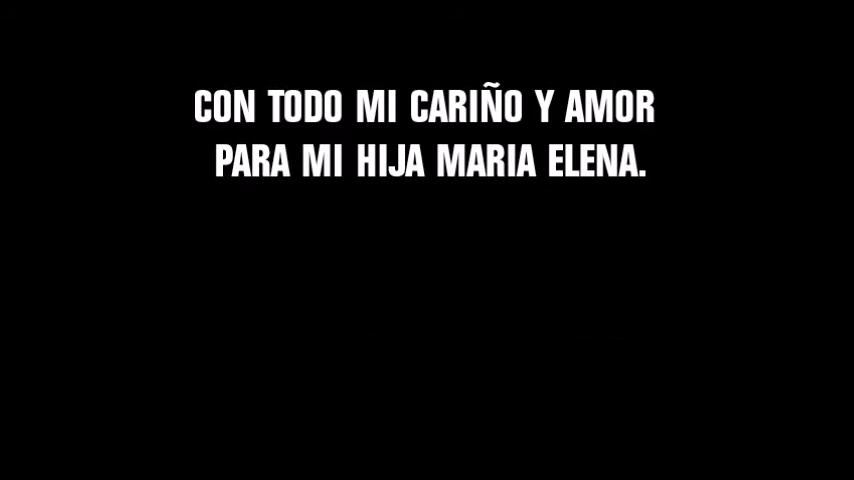 CON TODO MI CARIÑO Y AMOR
PARA MI HIJA MARIA ELENA.